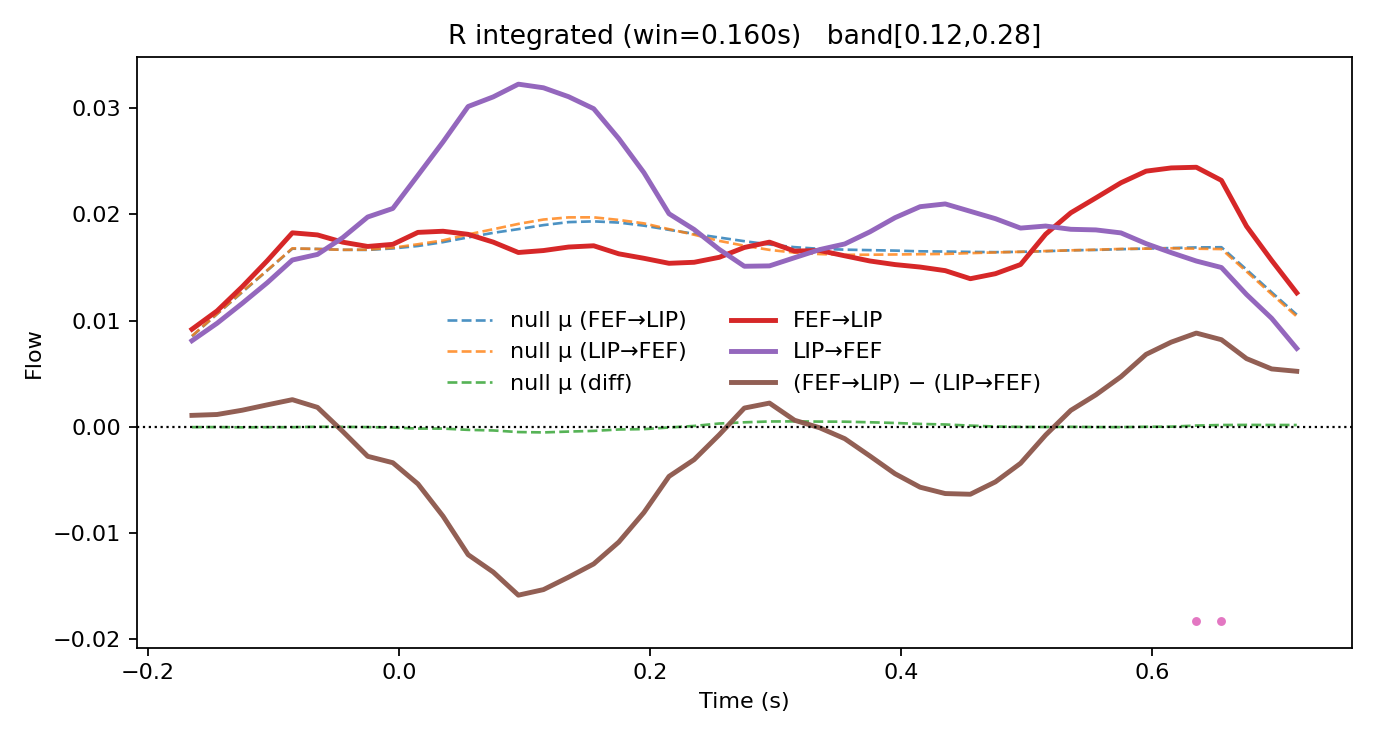 R integrated (win=0.160s)   band[0.12,0.28]
Flow
0.03
0.02
0.01
0.00
−0.01
−0.02
null μ (FEF→LIP)
null μ (LIP→FEF)
null μ (diff)
FEF→LIP
LIP→FEF
(FEF→LIP) − (LIP→FEF)
−0.2
0.0
0.2
0.4
0.6
Time (s)